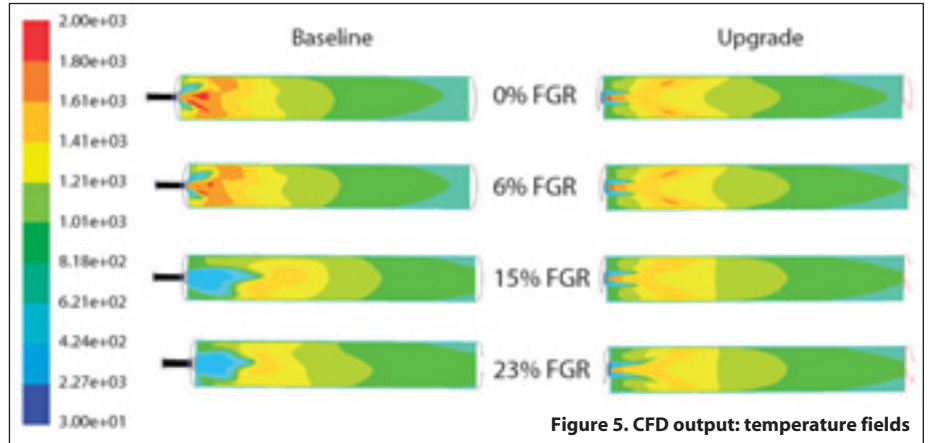 Baseline
Upgrade
2.00e+03
1.80e+03
1.61e+03
1.41e+03
1.21e+03
1.01e+03
8.18e+02
6.21e+02
4.24e+02
2.27e+03
3.00e+01
0% FGR
6% FGR
15% FGR
23% FGR
Figure 5. CFD output: temperature fields